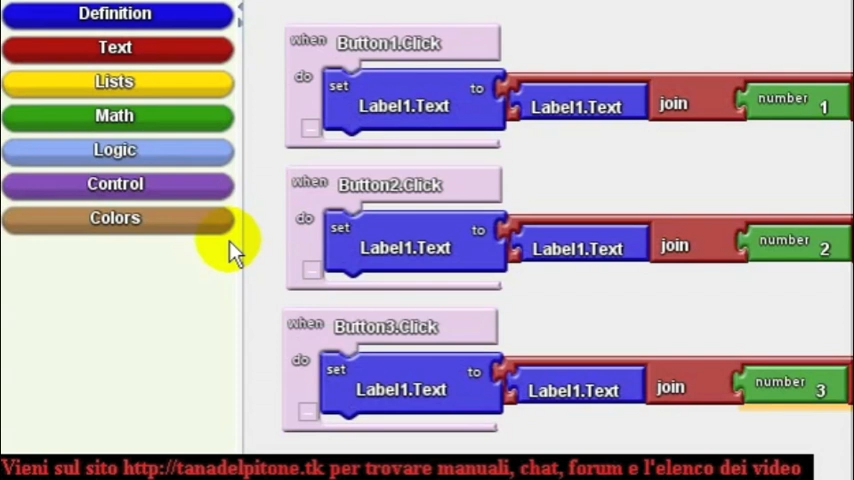 Definition
Text
Lists
Math
Logic
Control
Colors
when Button1.Click
do set Label1.Text to Label1.Text join number 1
when Button2.Click
do set Label1.Text to Label1.Text join number 2
when Button3.Click
do set Label1.Text to Label1.Text join number 3
Vieni sul sito http://tanadelpitone.tk per trovare manuali, chat, forum e l'elenco dei video